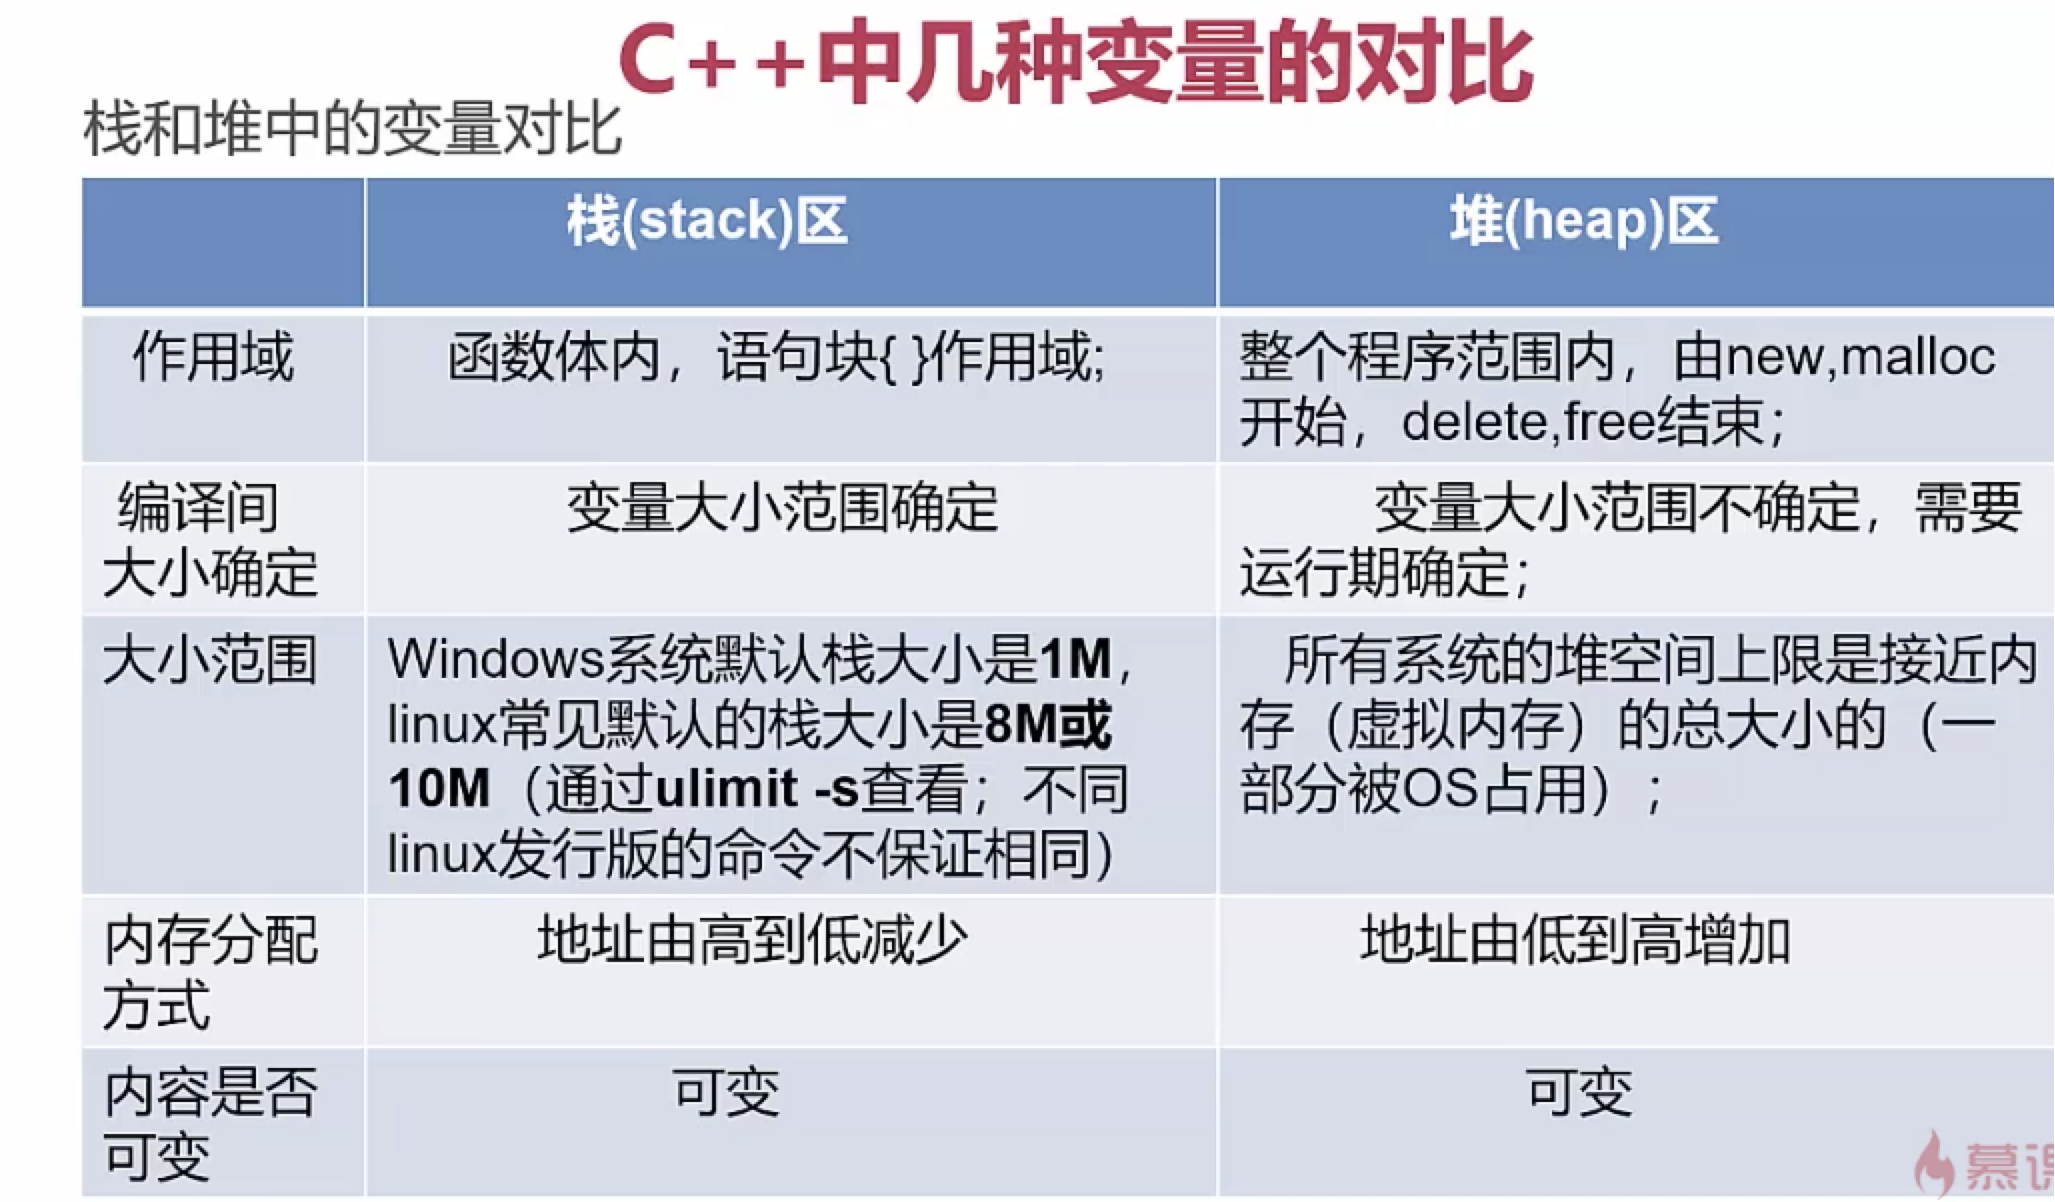 C++中几种变量的对比
栈和堆中的变量对比
栈(stack)区
堆(heap)区
作用域
函数体内，语句块{ }作用域;
整个程序范围内，由new,malloc
开始，delete,free结束；
编译间
大小确定
变量大小范围确定
变量大小范围不确定，需要
运行期确定；
大小范围
Windows系统默认栈大小是1M，
linux常见默认的栈大小是8M或
10M（通过ulimit -s查看；不同
linux发行版的命令不保证相同）
所有系统的堆空间上限是接近内
存（虚拟内存）的总大小的（一
部分被OS占用）；
内存分配
方式
地址由高到低减少
地址由低到高增加
内容是否
可变
可变
可变
慕